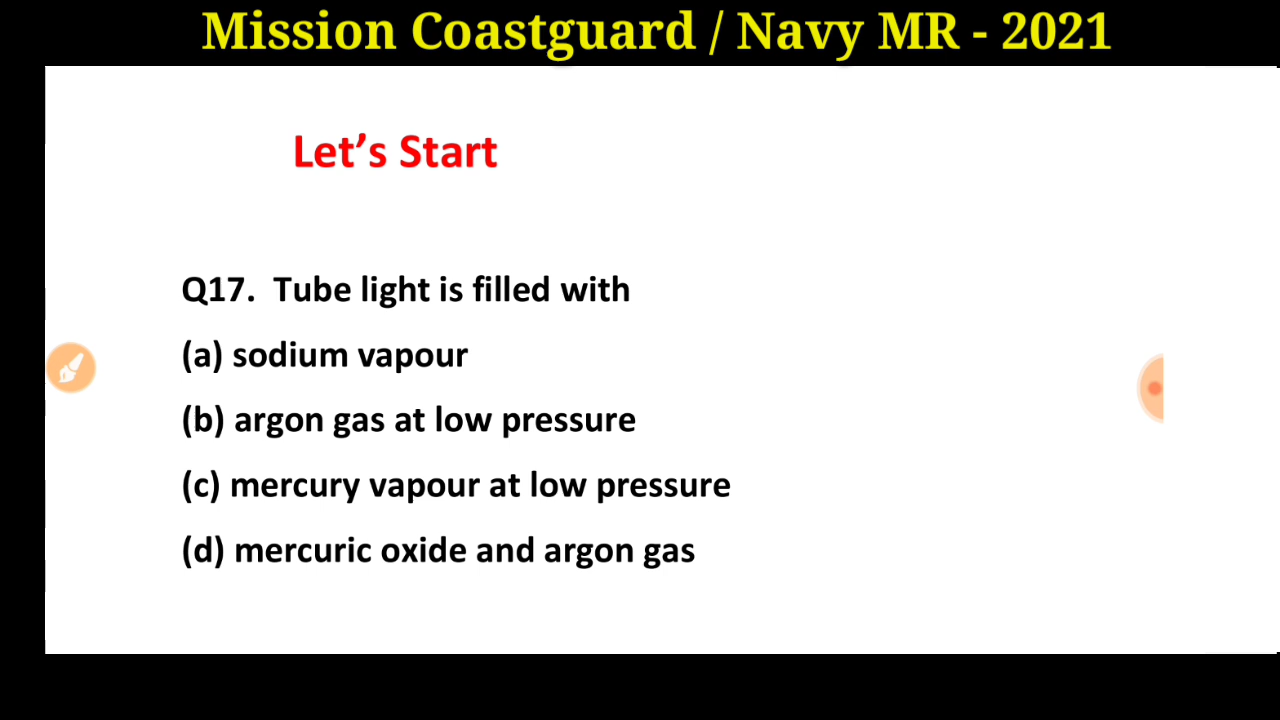 Mission Coastguard / Navy MR - 2021
Let’s Start
Q17.  Tube light is filled with
(a) sodium vapour
(b) argon gas at low pressure
(c) mercury vapour at low pressure
(d) mercuric oxide and argon gas